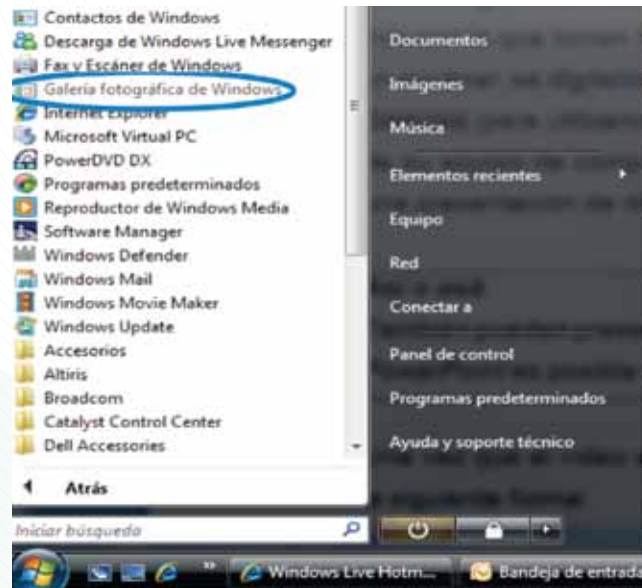 Contactos de Windows
Descarga de Windows Live Messenger
Fax y Escáner de Windows
Galería fotográfica de Windows
Internet Explorer
Microsoft Virtual PC
PowerDVD DX
Programas predeterminados
Reproductor de Windows Media
Software Manager
Windows Defender
Windows Mail
Windows Movie Maker
Windows Update
Accesorios
Altiris
Broadcom
Catalyst Control Center
Dell Accessories
Atrás
Iniciar búsqueda
Documentos
Imágenes
Música
Elementos recientes
Equipo
Red
Conectar a
Panel de control
Programas predeterminados
Ayuda y soporte técnico
Windows Live Hotm...
Bandeja de entrad